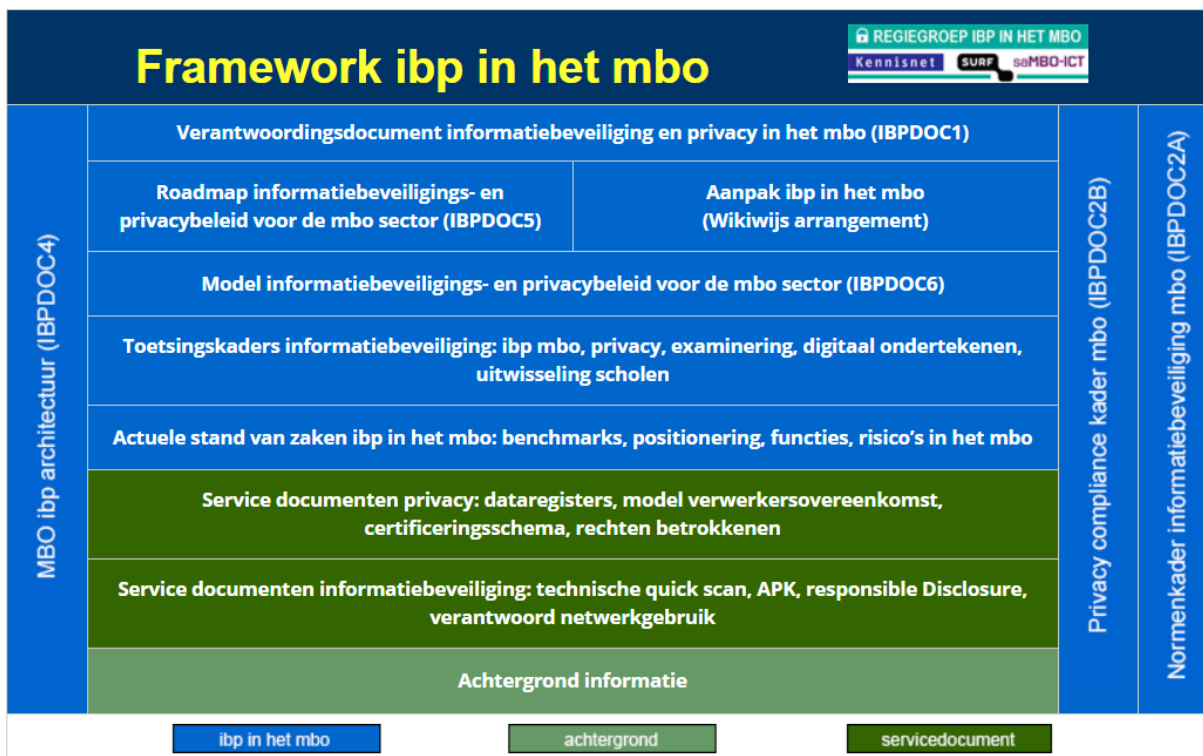 Framework ibp in het mbo
REGIEGROEP IBP IN HET MBO
Kennisnet SURF saMBO-ICT
MBO ibp architectuur (IBPDOC4)
Verantwoordingsdocument informatiebeveiliging en privacy in het mbo (IBPDOC1)
Roadmap informatiebeveiligings- en
privacybeleid voor de mbo sector (IBPDOC5)
Aanpak ibp in het mbo
(Wikiwijs arrangement)
Model informatiebeveiligings- en privacybeleid voor de mbo sector (IBPDOC6)
Toetsingskaders informatiebeveiliging: ibp mbo, privacy, examinering, digitaal ondertekenen,
uitwisseling scholen
Actuele stand van zaken ibp in het mbo: benchmarks, positionering, functies, risico's in het mbo
Service documenten privacy: dataregisters, model verwerkersovereenkomst,
certificeringsschema, rechten betrokkenen
Service documenten informatiebeveiliging: technische quick scan, APK, responsible Disclosure,
verantwoord netwerkgebruik
Achtergrond informatie
Privacy compliance kader mbo (IBPDOC2B)
Normenkader informatiebeveiliging mbo (IBPDOC2A)
ibp in het mbo
achtergrond
servicedocument